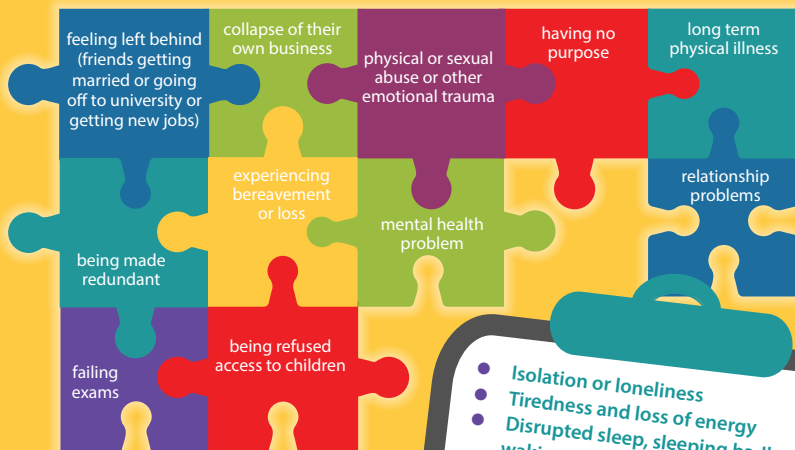 feeling left behind
(friends getting
married or going
off to university or
getting new jobs)
collapse of their
own business
physical or sexual
abuse or other
emotional trauma
having no
purpose
long term
physical illness
being made
redundant
experiencing
bereavement
or loss
mental health
problem
relationship
problems
failing
exams
being refused
access to children
Isolation or loneliness
Tiredness and loss of energy
Disrupted sleep, sleeping